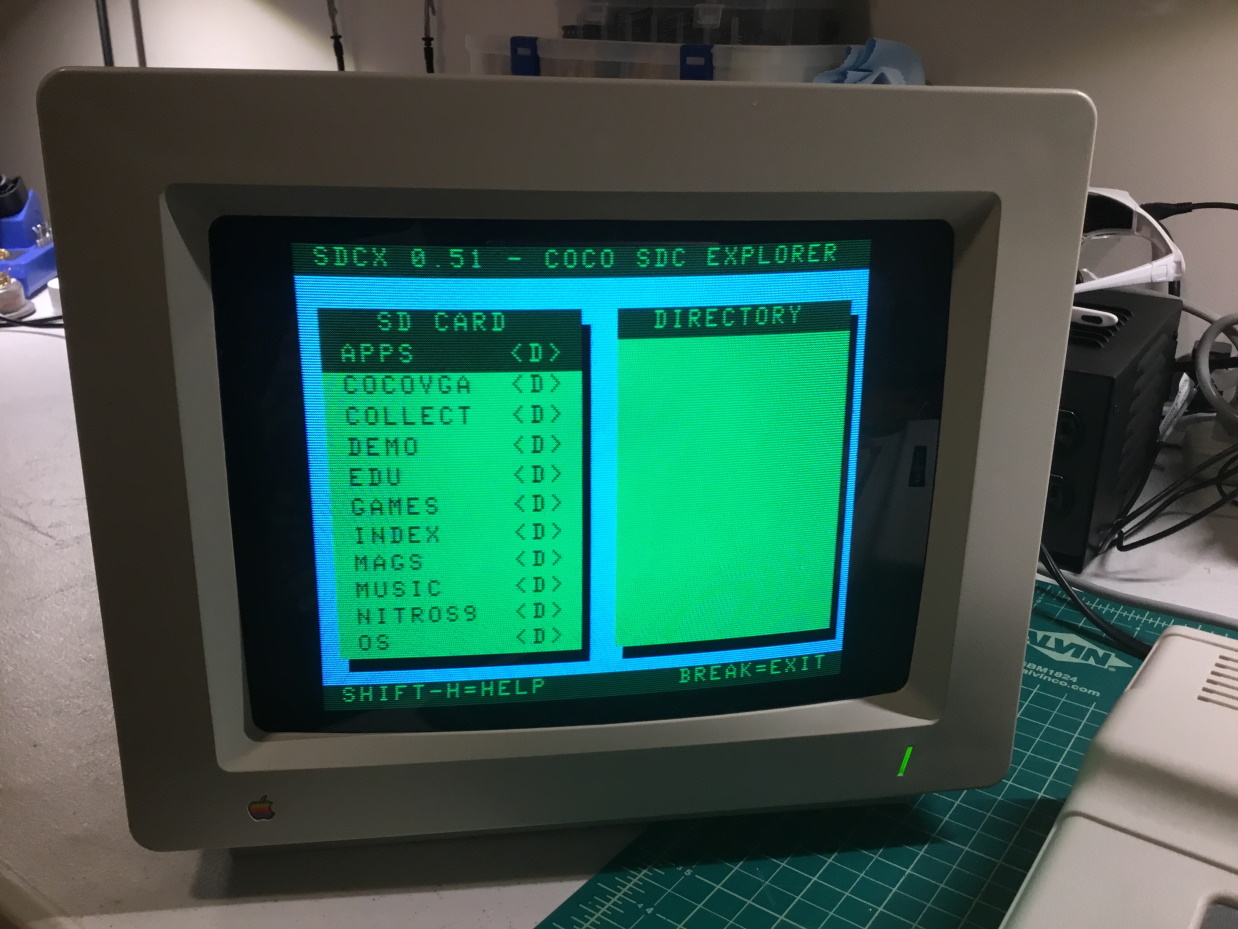 SDCX 0.51 - COCO SDC EXPLORER
SD CARD
APPS <D>
COCOVGA <D>
COLLECT <D>
DEMO <D>
EDU <D>
GAMES <D>
INDEX <D>
MAGS <D>
MUSIC <D>
NITROS9 <D>
OS <D>
DIRECTORY
SHIFT-H=HELP BREAK=EXIT
ALVIN
GBM1824
alvinco.com